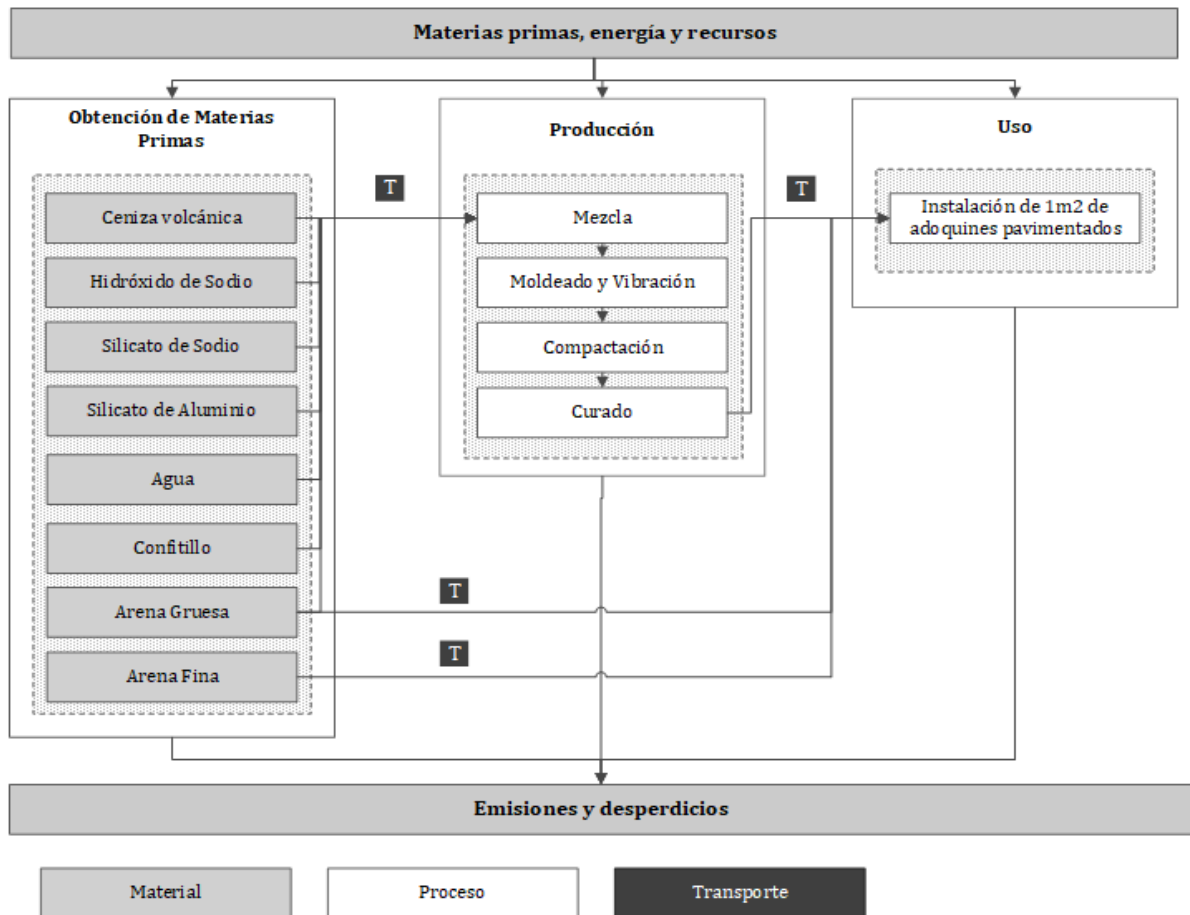 Materias primas, energía y recursos
Obtención de Materias
Primas
Ceniza volcánica
Hidróxido de Sodio
Silicato de Sodio
Silicato de Aluminio
Agua
Confitillo
Arena Gruesa
Arena Fina
T
T
T
Producción
Mezcla
Moldeado y Vibración
Compactación
Curado
T
Uso
Instalación de 1m2 de
adoquines pavimentados
Emisiones y desperdicios
Material
Proceso
Transporte